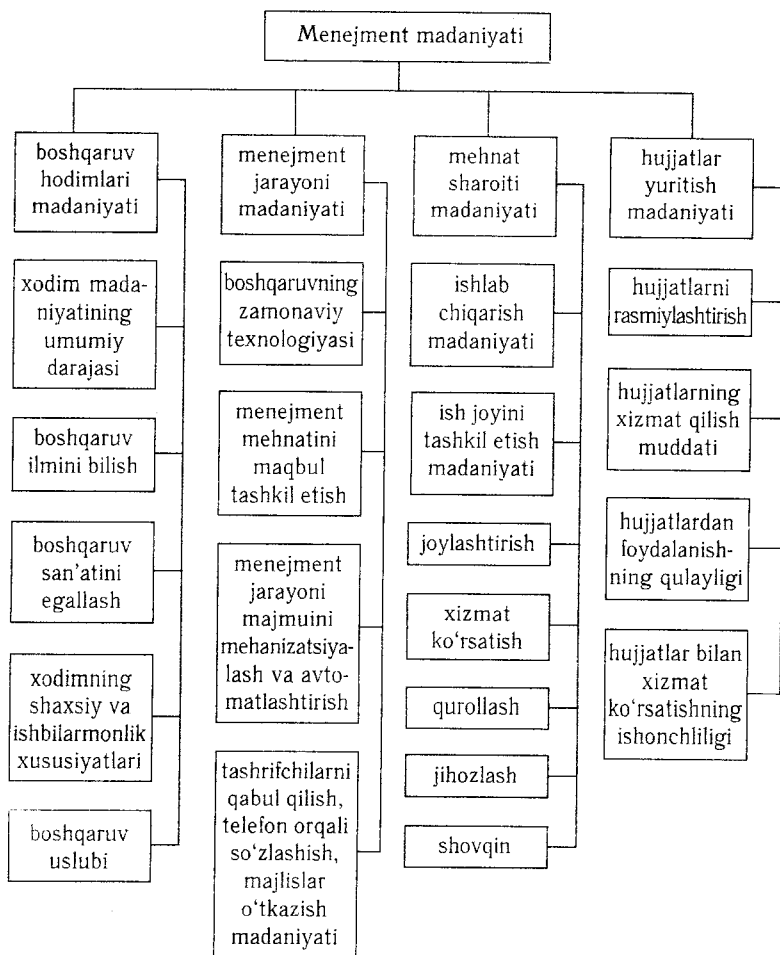 Menejment madaniyati
boshqaruv
hodimlari
madaniyati
xodim mada-
niyatining
umumiy
darajasi
boshqaruv
ilmini bilish
boshqaruv
san’atini
egallash
xodimning
shaxsiy va
ishbilarmonlik
xususiyatlari
boshqaruv
uslubi
menejment
jarayoni
madaniyati
boshqaruvning
zamonaviy
texnologiyasi
menejment
mehnatini
maqbul
tashkil etish
menejment
jarayoni
majmuini
mehanizatsiya-
lash va avto-
matlashtirish
tashrifchilarni
qabul qilish,
telefon orqali
so‘zlashish,
majlislar
o‘tkazish
madaniyati
mehnat
sharoiti
madaniyati
ishlab
chiqarish
madaniyati
ish joyini
tashkil etish
madaniyati
joylashtirish
xizmat
ko‘rsatish
qurollash
jihozlash
shovqin
hujjatlar
yuritish
madaniyati
hujjatlarni
rasmiylashtirish
hujjatlarning
xizmat qilish
muddati
hujjatlardan
foydalanish-
ning qulayligi
hujjatlar bilan
xizmat
ko‘rsatishning
ishonchliligi